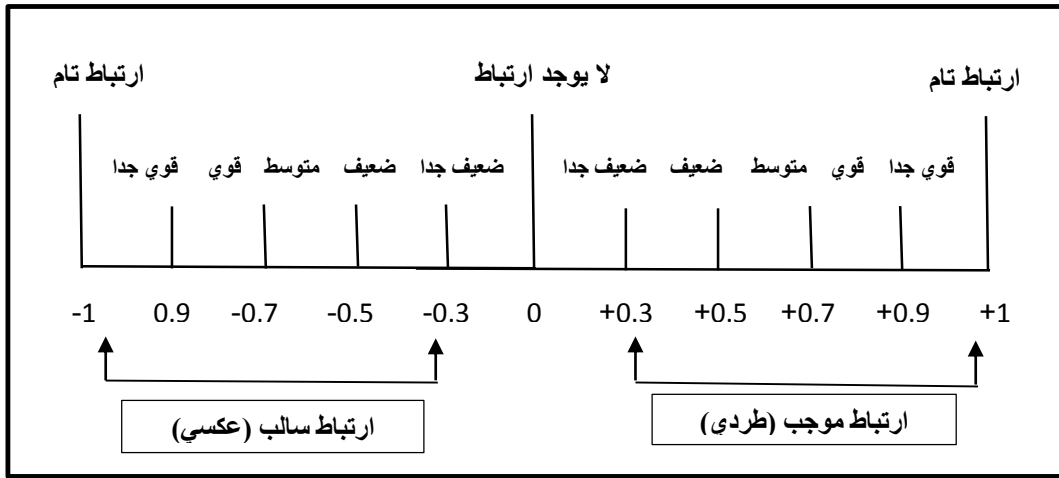 ارتباط تام لا يوجد ارتباط ارتباط تام
قوي جدا قوي متوسط ضعيف ضعيف جدا ضعيف جدا ضعيف متوسط قوي قوي جدا
-1 0.9 -0.7 -0.5 -0.3 0 +0.3 +0.5 +0.7 +0.9 +1
ارتباط موجب (طردي) ارتباط سالب (عكسي)